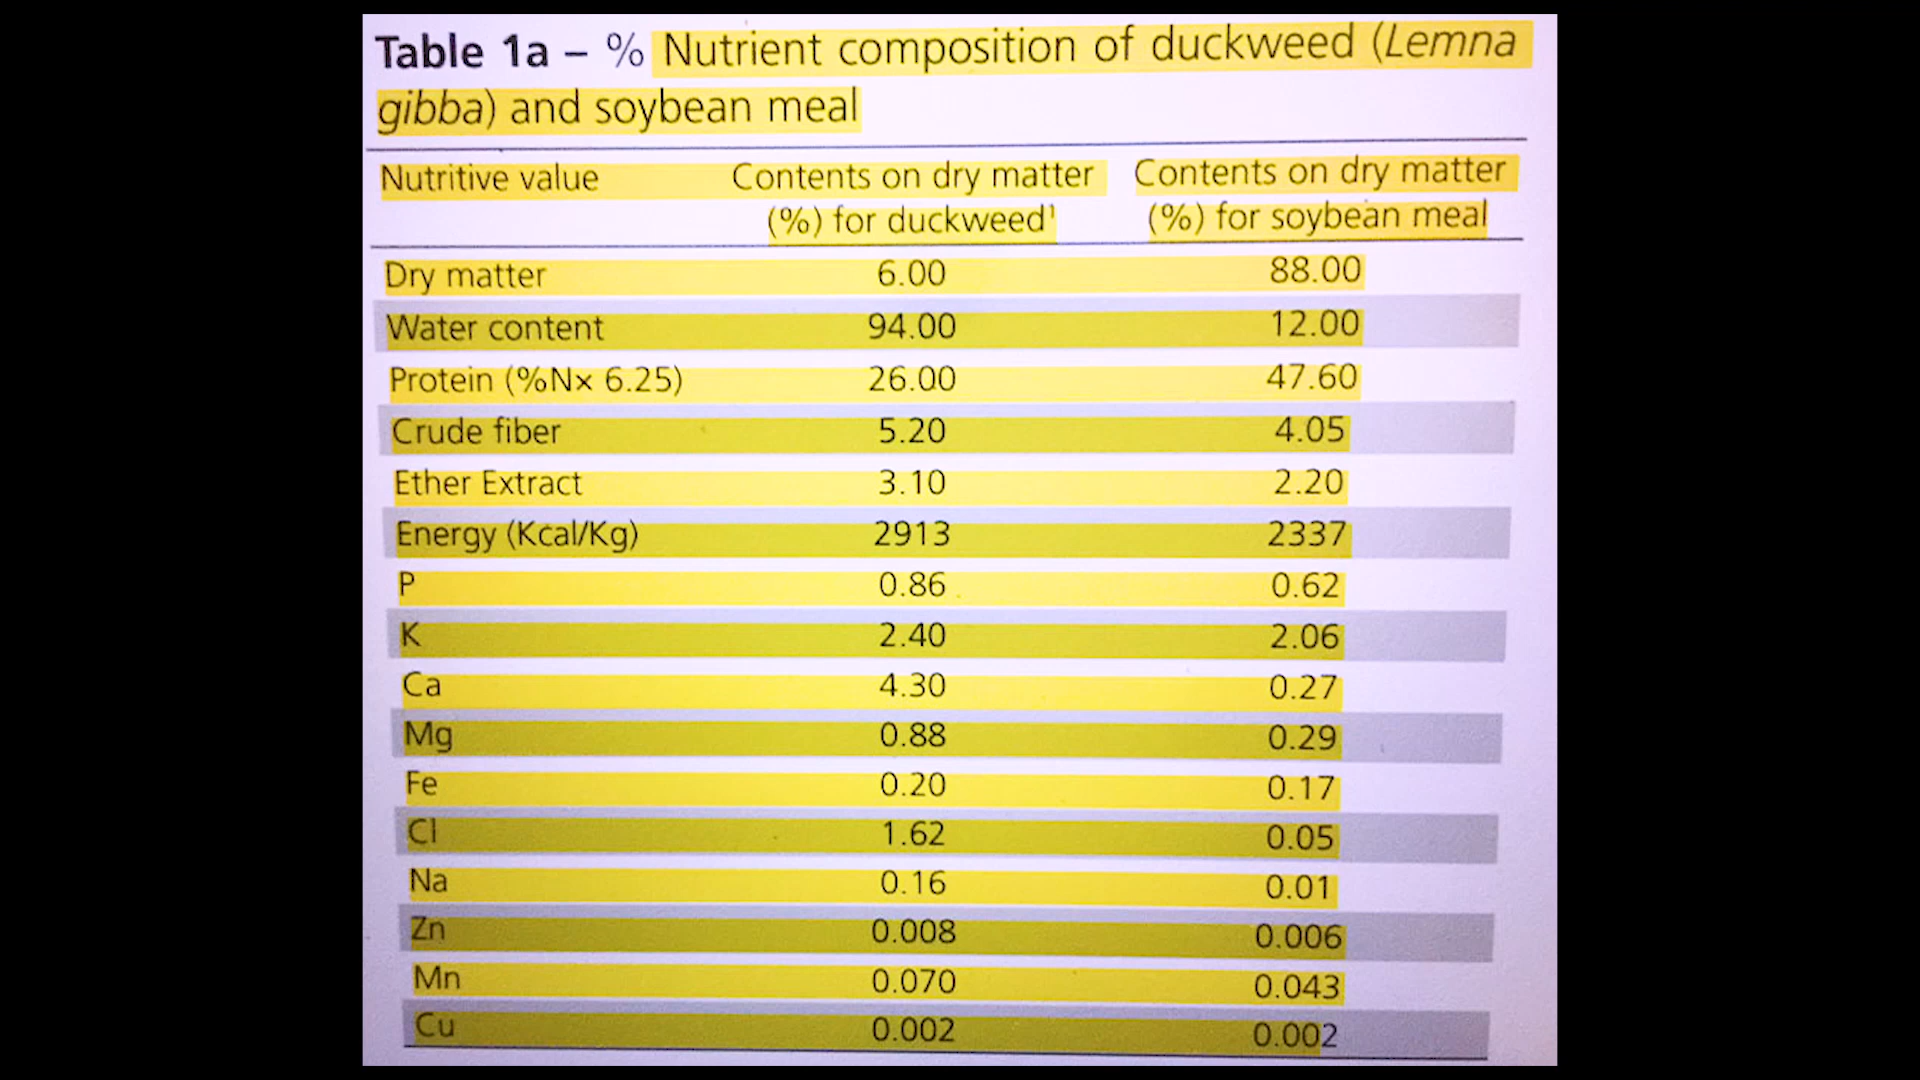 Table 1a – % Nutrient composition of duckweed (Lemna
gibba) and soybean meal
Nutritive value Contents on dry matter (%) for duckweed¹ Contents on dry matter (%) for soybean meal
Dry matter 6.00 88.00
Water content 94.00 12.00
Protein (%Nx 6.25) 26.00 47.60
Crude fiber 5.20 4.05
Ether Extract 3.10 2.20
Energy (Kcal/Kg) 2913 2337
P 0.86 0.62
K 2.40 2.06
Ca 4.30 0.27
Mg 0.88 0.29
Fe 0.20 0.17
Cl 1.62 0.05
Na 0.16 0.01
Zn 0.008 0.006
Mn 0.070 0.043
Cu 0.002 0.002